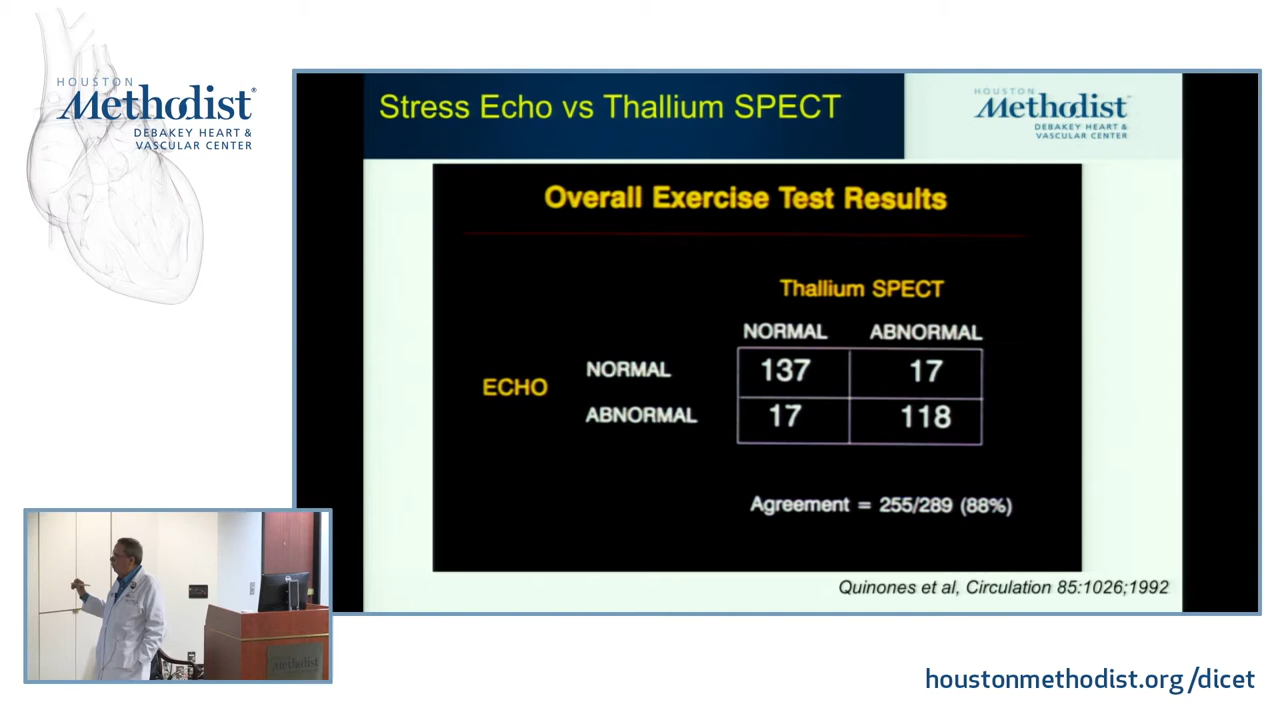 HOUSTON
Methodist®
DEBAKEY HEART &
VASCULAR CENTER
Stress Echo vs Thallium SPECT
HOUSTON
Methodist
DEBAKEY HEART &
VASCULAR CENTER
Overall Exercise Test Results
Thallium SPECT
NORMAL ABNORMAL
ECHO
NORMAL 137 17
ABNORMAL 17 118
Agreement = 255/289 (88%)
Quinones et al, Circulation 85:1026;1992
Methodist
houstonmethodist.org/dicet